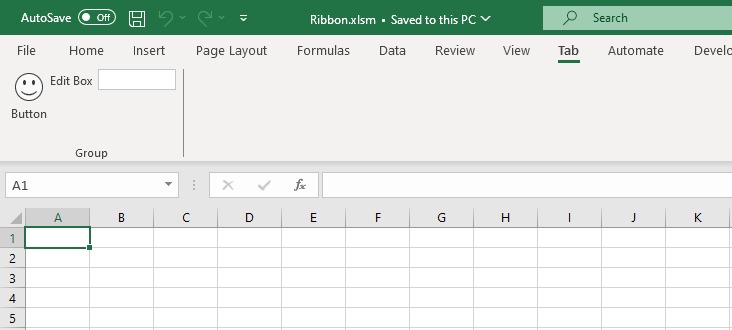 AutoSave Off Ribbon.xlsm • Saved to this PC Search
File Home Insert Page Layout Formulas Data Review View Tab Automate Develo
Edit Box
Button
Group
A1 fx
A B C D E F G H I J K
1
2
3
4
5